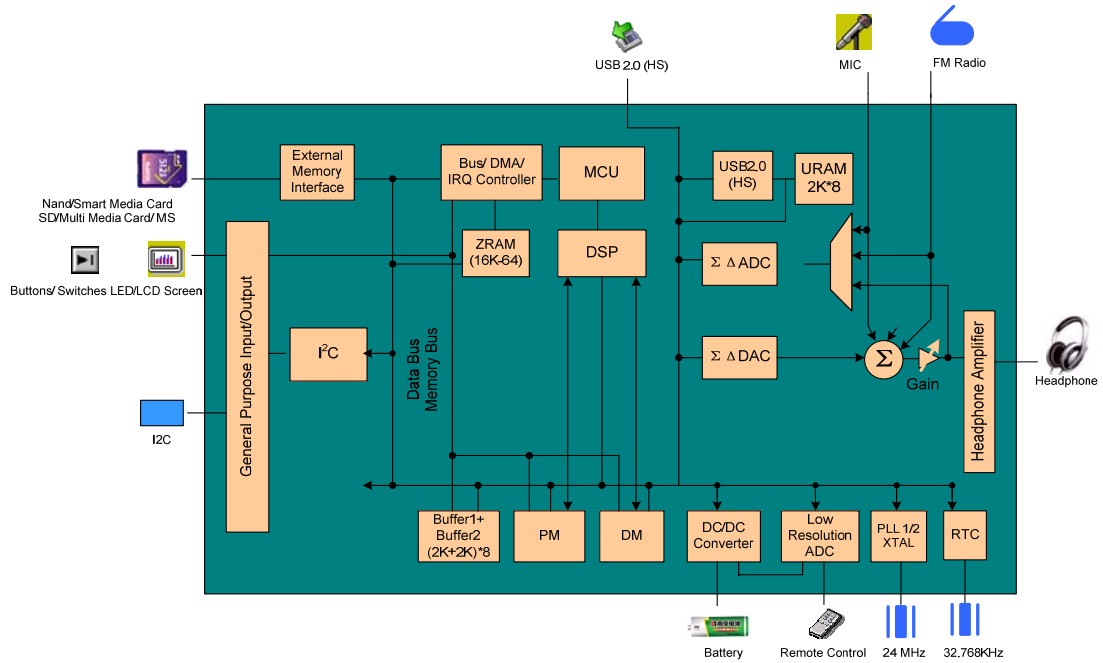 USB 2.0 (HS)
MIC
FM Radio
Nand/Smart Media Card
SD/Multi Media Card/ MS
External
Memory
Interface
Bus/ DMA/
IRQ Controller
MCU
USB2.0
(HS)
URAM
2K*8
Buttons/ Switches
LED/LCD Screen
ZRAM
(16K-64)
DSP
Σ Δ ADC
General Purpose Input/Output
I²C
Data Bus
Memory Bus
Σ Δ DAC
Σ
Gain
Headphone Amplifier
Headphone
I2C
Buffer1+
Buffer2
(2K+2K)*8
PM
DM
DC/DC
Converter
Low
Resolution
ADC
PLL 1/2
XTAL
RTC
Battery
Remote Control
24 MHz
32.768KHz